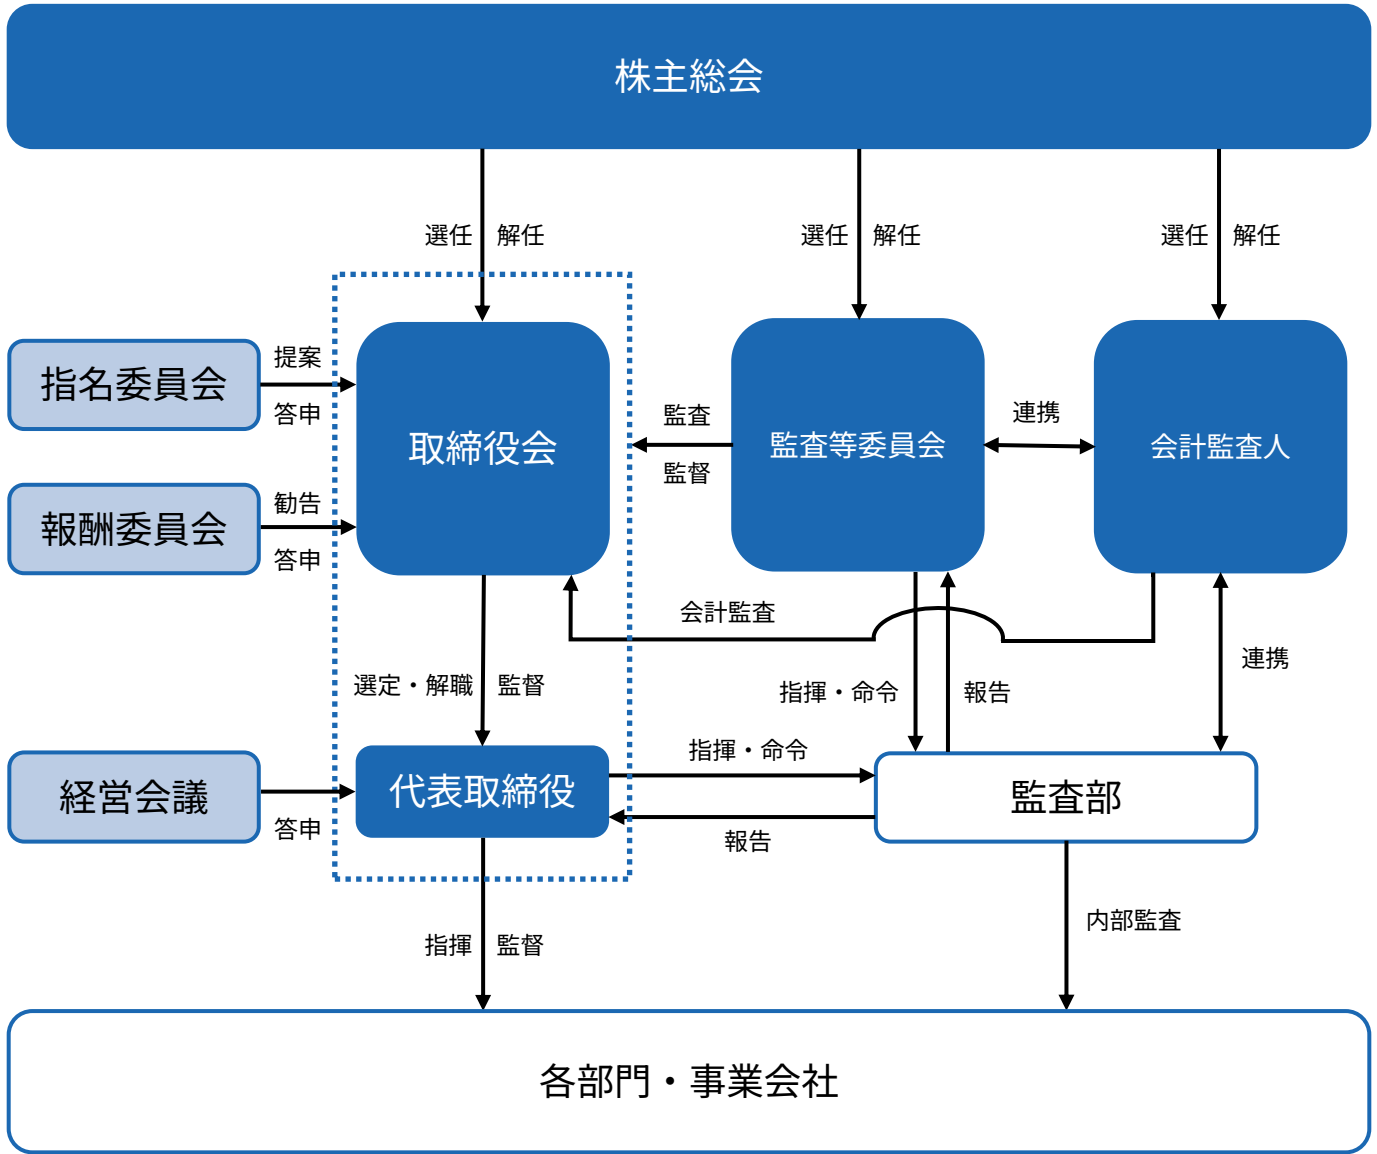 株主総会
選任 解任
選任 解任
選任 解任
指名委員会
提案
答申
報酬委員会
勧告
答申
取締役会
監査
監督
監査等委員会
連携
会計監査人
会計監査
選定・解職 監督
指揮・命令 報告
連携
経営会議
答申
代表取締役
指揮・命令
報告
監査部
指揮 監督
内部監査
各部門・事業会社